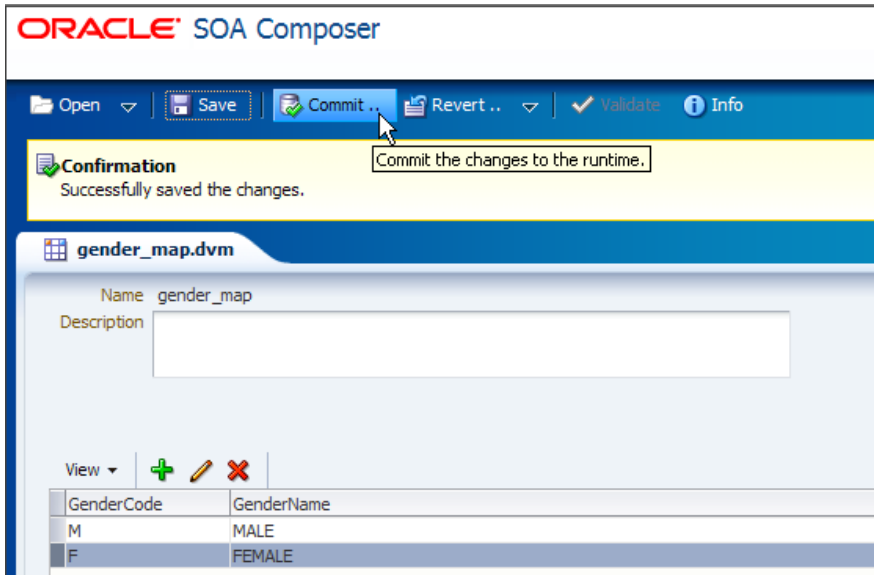 ORACLE SOA Composer
Open Save Commit .. Revert .. Validate Info
Commit the changes to the runtime.
Confirmation
Successfully saved the changes.
gender_map.dvm
Name gender_map
Description
View
GenderCode GenderName
M MALE
F FEMALE